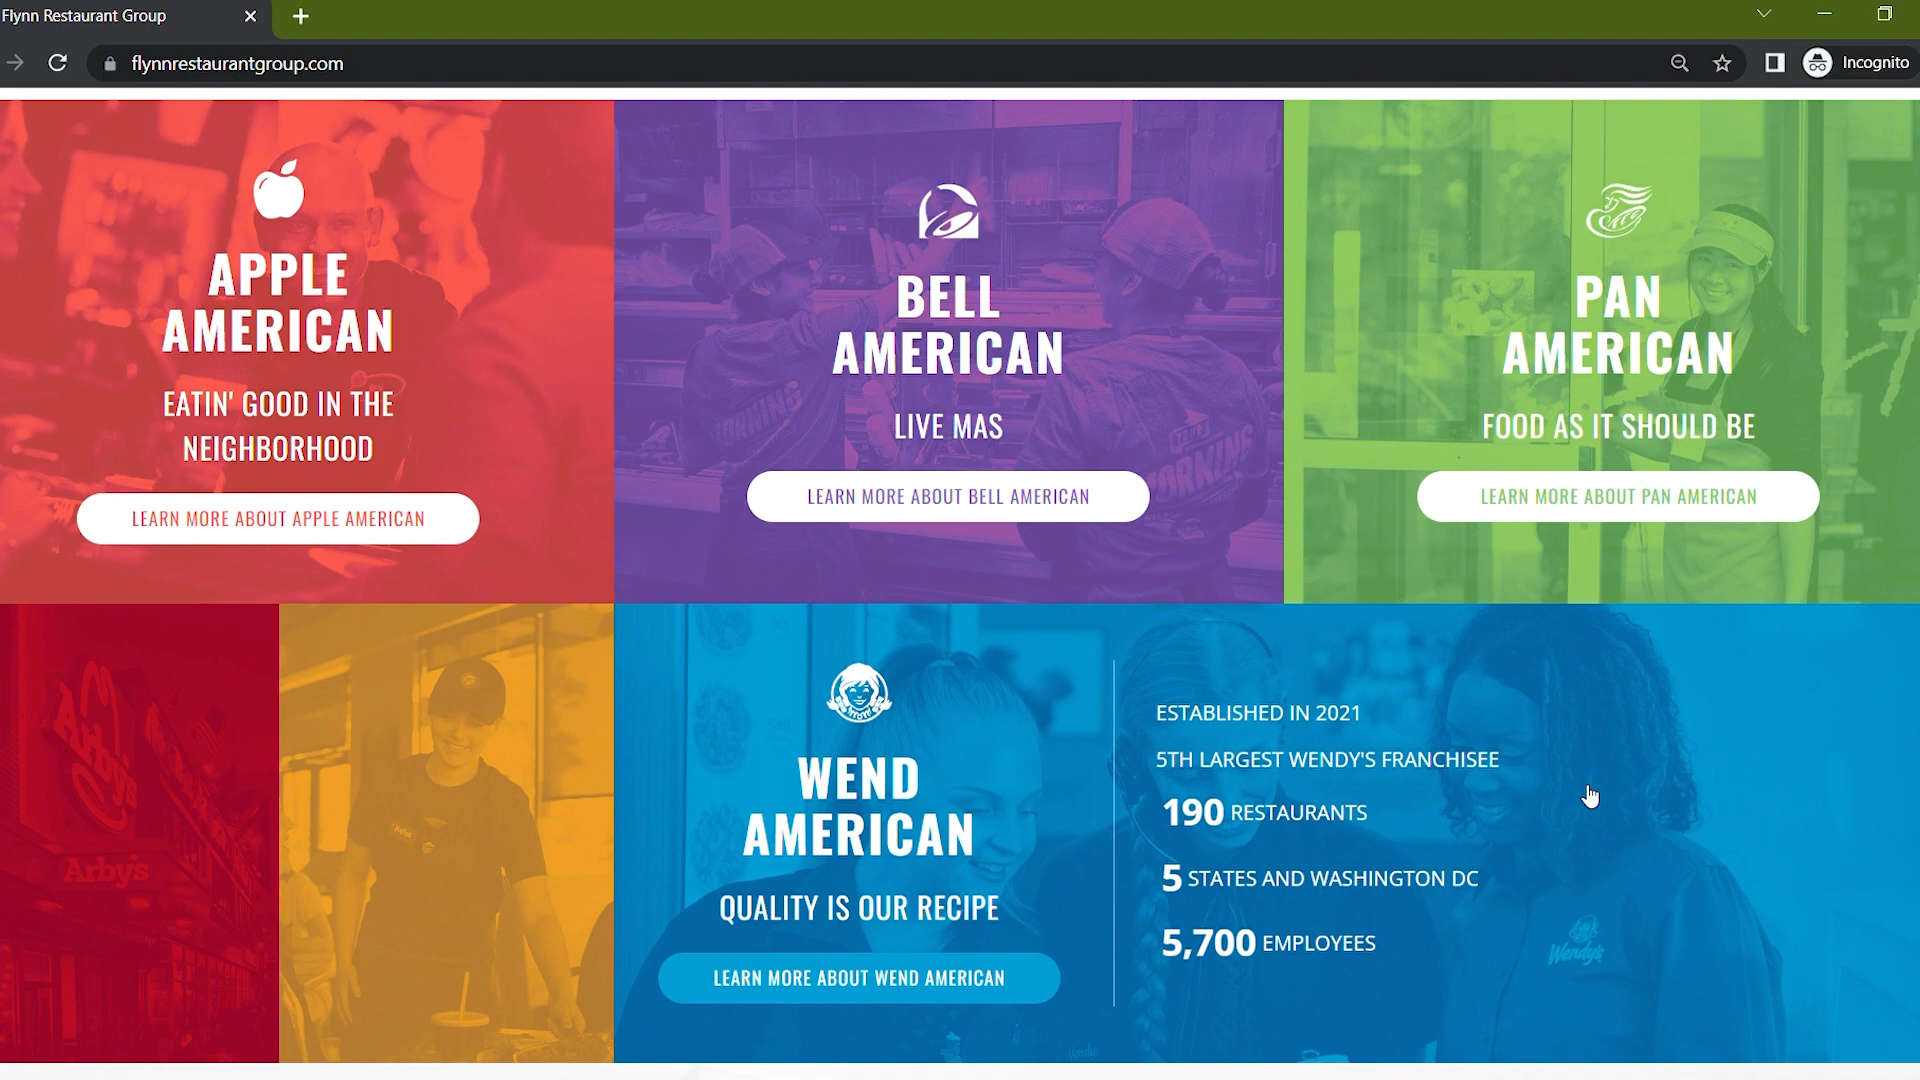 Flynn Restaurant Group
flynnrestaurantgroup.com
Incognito
APPLE
AMERICAN
EATIN' GOOD IN THE
NEIGHBORHOOD
LEARN MORE ABOUT APPLE AMERICAN
BELL
AMERICAN
LIVE MAS
LEARN MORE ABOUT BELL AMERICAN
PAN
AMERICAN
FOOD AS IT SHOULD BE
LEARN MORE ABOUT PAN AMERICAN
Arby's
Arby's
WEND
AMERICAN
QUALITY IS OUR RECIPE
LEARN MORE ABOUT WEND AMERICAN
ESTABLISHED IN 2021
5TH LARGEST WENDY'S FRANCHISEE
190 RESTAURANTS
5 STATES AND WASHINGTON DC
5,700 EMPLOYEES
Wendy's